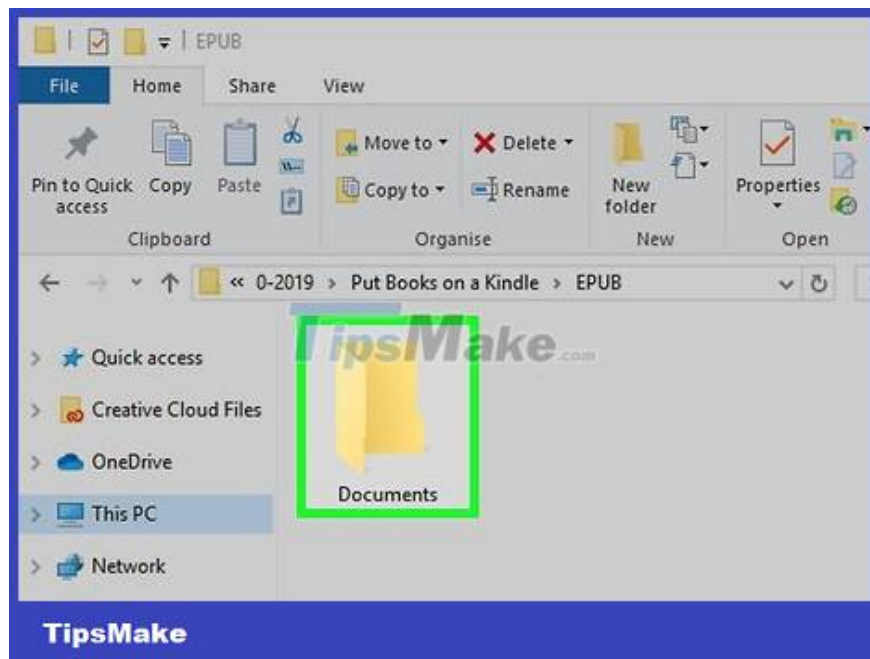 EPUB
File Home Share View
Pin to Quick access Copy Paste
Move to Delete
Copy to Rename
New folder
Properties
Clipboard Organise New Open
« 0-2019 > Put Books on a Kindle > EPUB
TipsMake.com
Quick access
Creative Cloud Files
OneDrive
Documents
This PC
Network
TipsMake